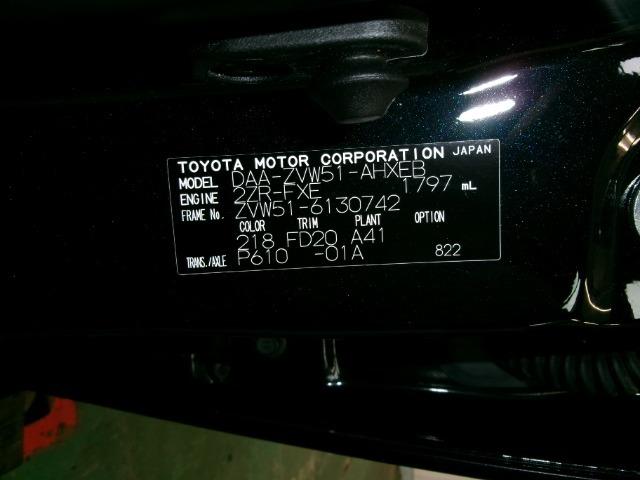 TOYOTA MOTOR CORPORATION JAPAN
MODEL DAA-ZVW51-AHXEB
ENGINE 2ZR-FXE 1797 mL
FRAME No. ZVW51-6130742
COLOR TRIM PLANT OPTION
218 FD20 A41
TRANS./AXLE P610 -01A 822